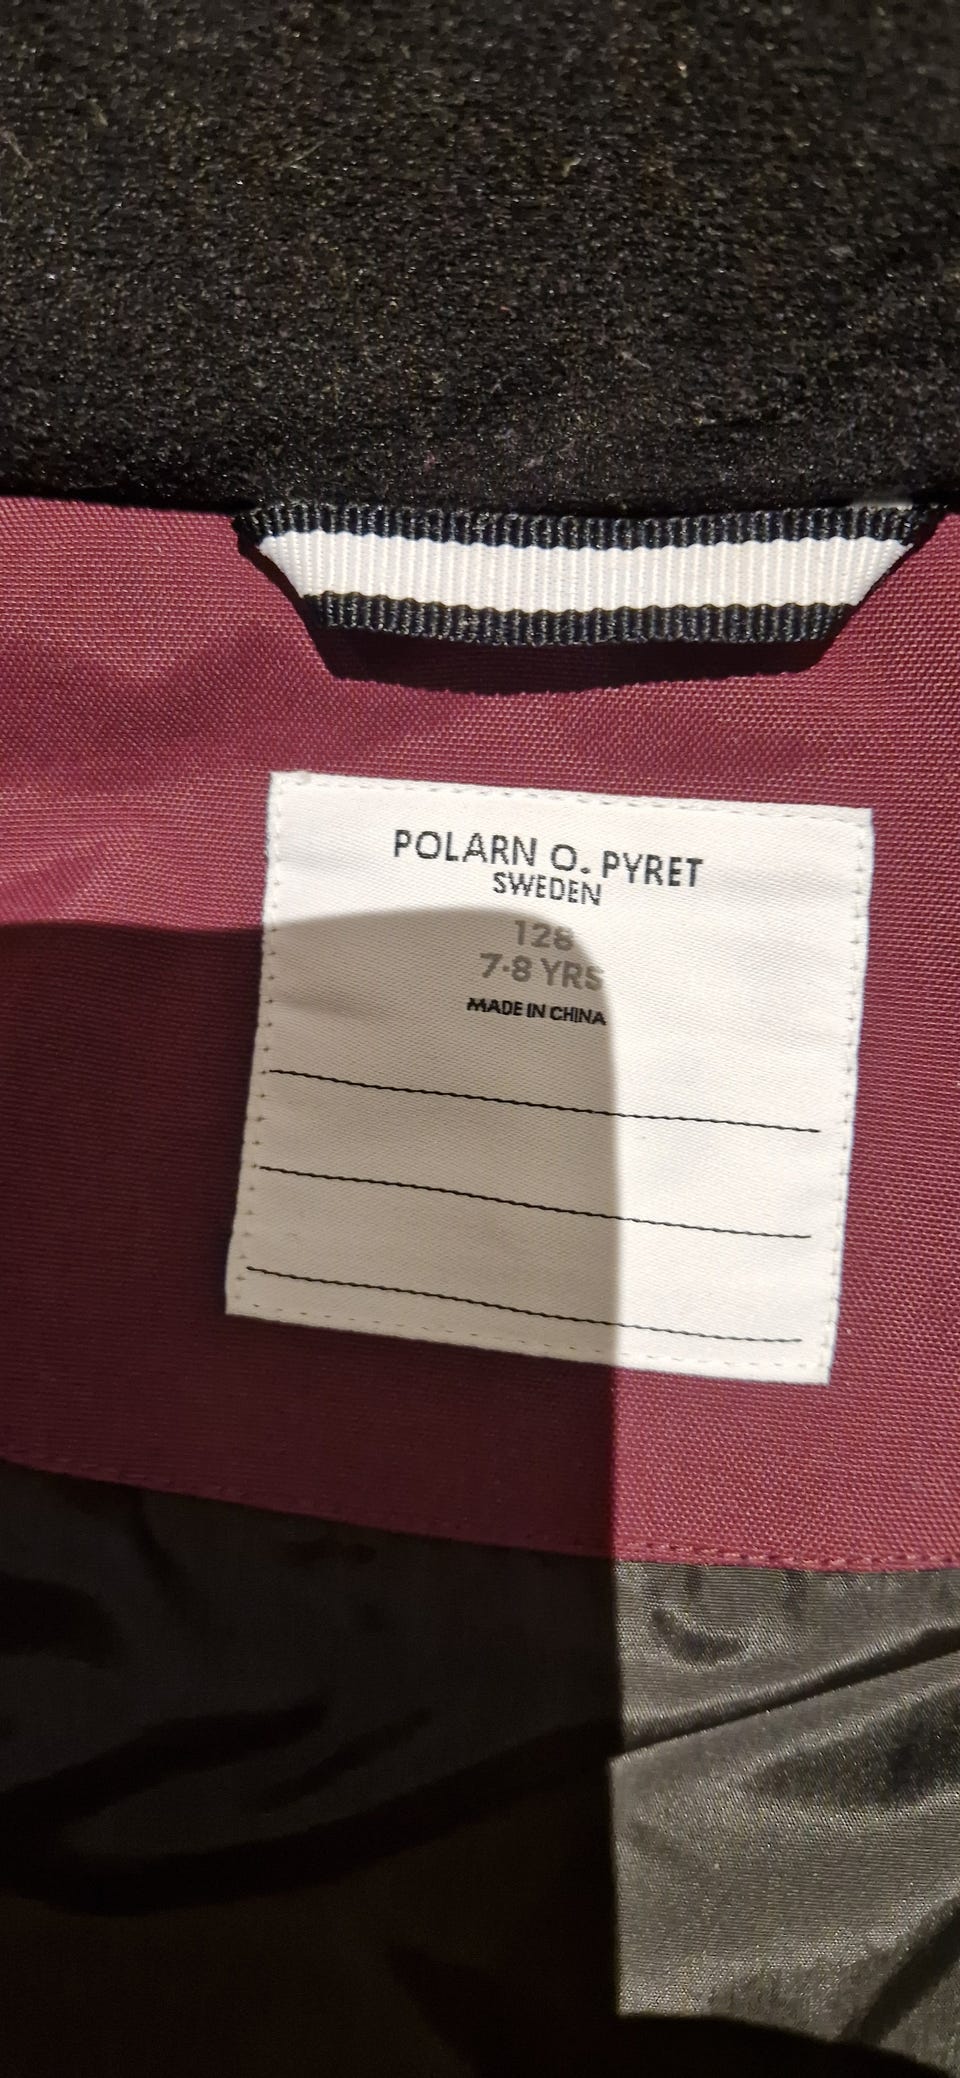 POLARN O. PYRET
SWEDEN
128
7-8 YRS
MADE IN CHINA